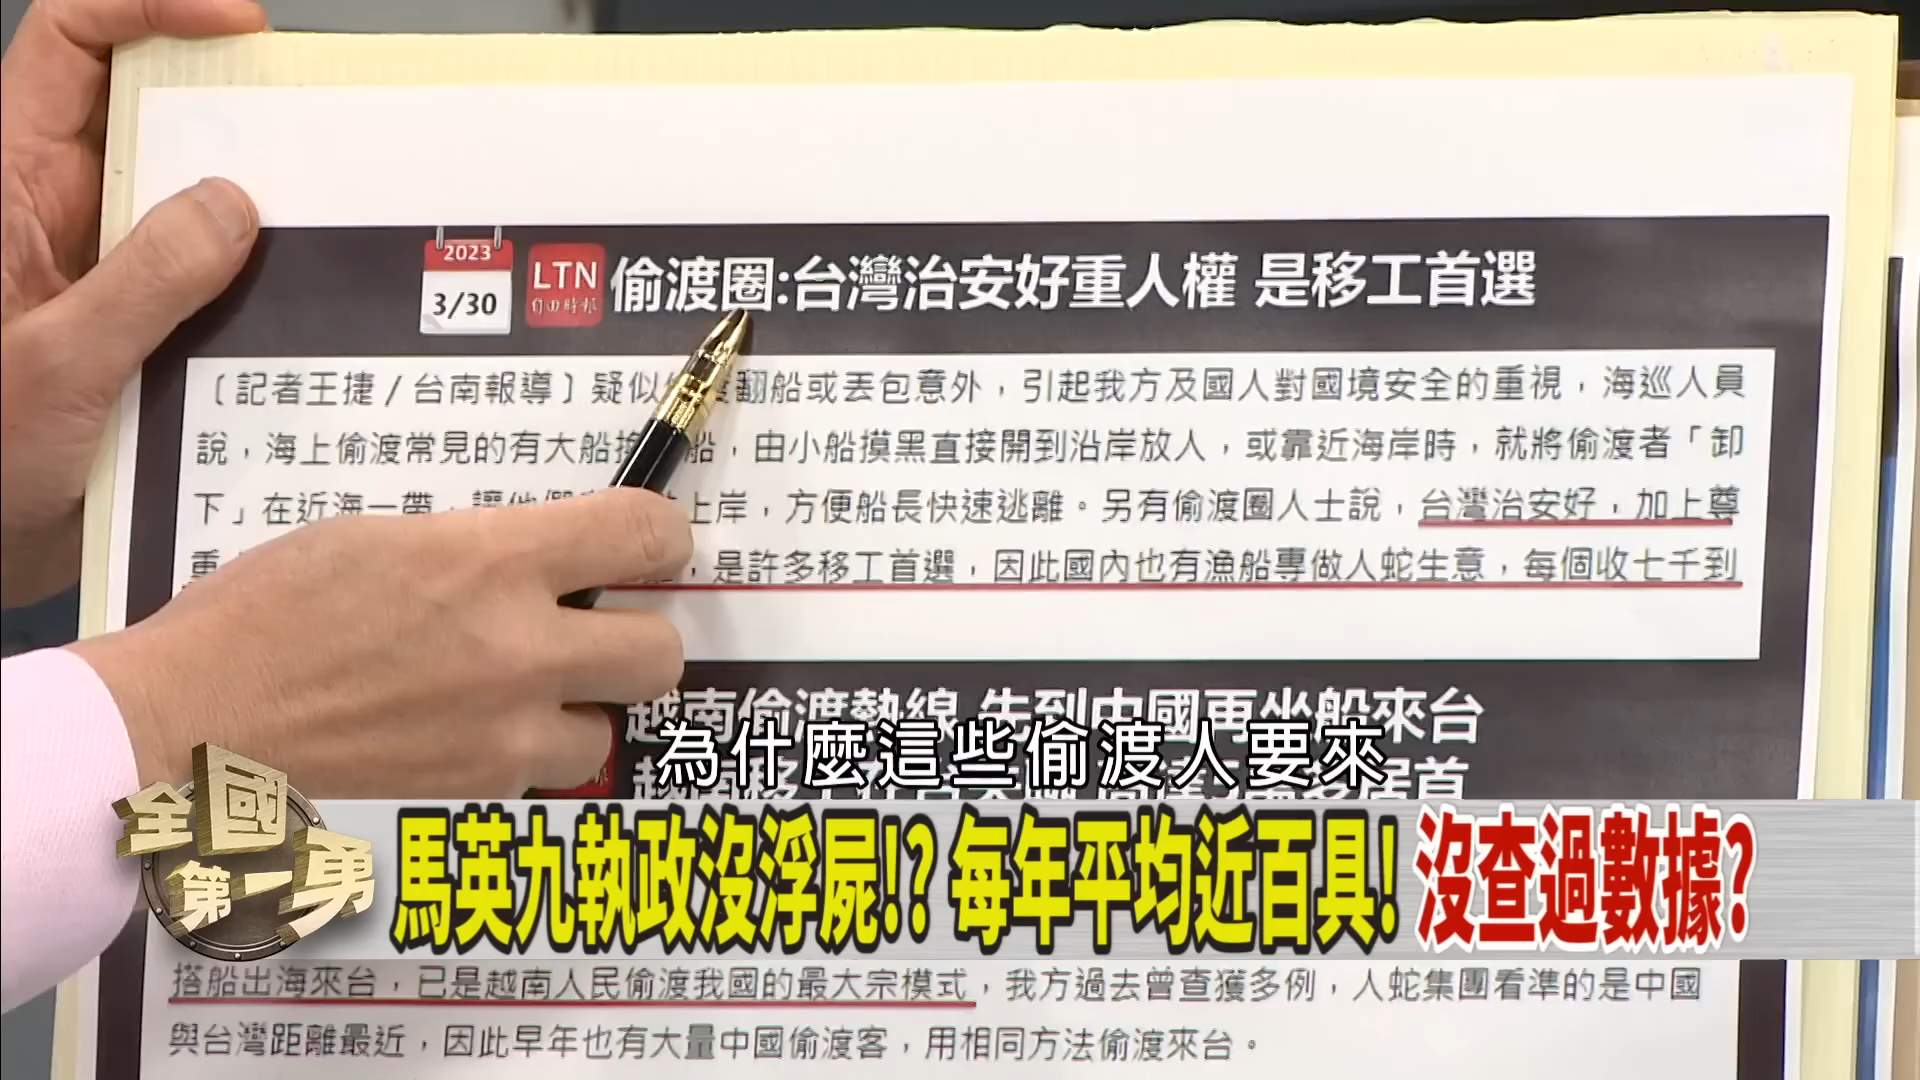 2023
3/30
LTN
自由時報
偷渡圈:台灣治安好重人權 是移工首選
〔記者王捷/台南報導〕疑似 翻船或丟包意外，引起我方及國人對國境安全的重視，海巡人員
說，海上偷渡常見的有大船 船，由小船摸黑直接開到沿岸放人，或靠近海岸時，就將偷渡者「卸
下」在近海一帶，讓他們 上岸，方便船長快速逃離。另有偷渡圈人士說，台灣治安好，加上尊
重 ，是許多移工首選，因此國內也有漁船專做人蛇生意，每個收七千到
越南偷渡熱線 先到中國再坐船來台
為什麼這些偷渡人要來
全國第一勇
馬英九執政沒浮屍!? 每年平均近百具! 沒查過數據?
搭船出海來台，已是越南人民偷渡我國的最大宗模式，我方過去曾查獲多例，人蛇集團看準的是中國
與台灣距離最近，因此早年也有大量中國偷渡客，用相同方法偷渡來台。